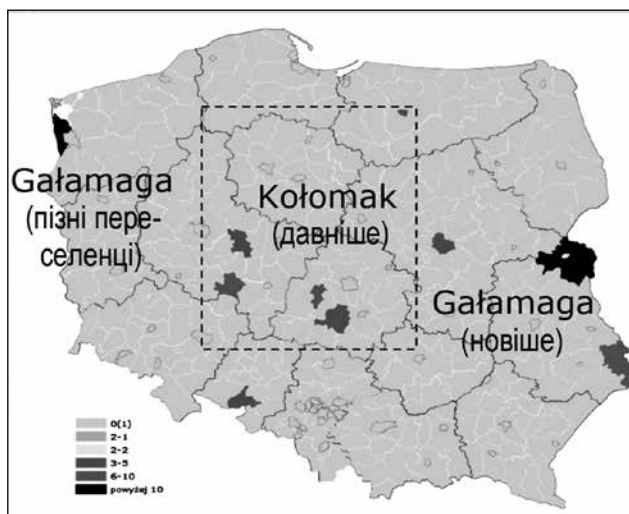 Gałamaga
(пізні пере-
селенці)
Kołomak
(давніше)
Gałamaga
(новіше)
0(1)
2-1
2-2
3-5
6-10
powyżej 10